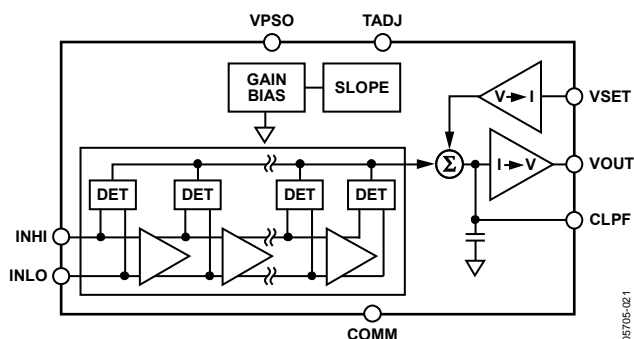 VPSO TADJ
GAIN
BIAS
SLOPE
V I
VSET
Σ
I V
VOUT
DET DET DET DET
CLPF
INHI
INLO
COMM
05705-021